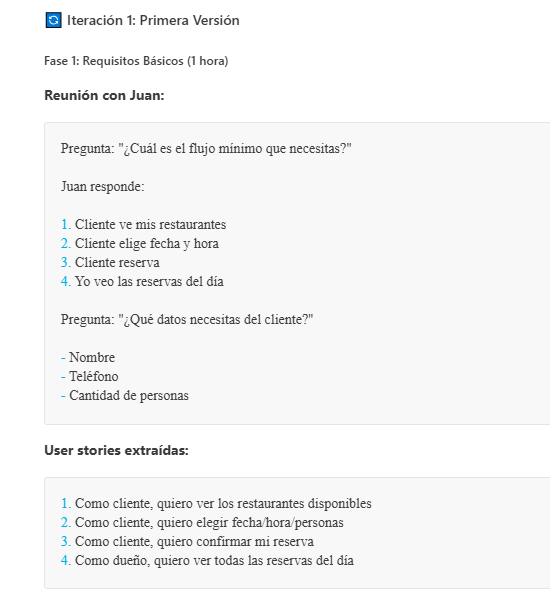 Iteración 1: Primera Versión
Fase 1: Requisitos Básicos (1 hora)
Reunión con Juan:
Pregunta: "¿Cuál es el flujo mínimo que necesitas?"
Juan responde:
1. Cliente ve mis restaurantes
2. Cliente elige fecha y hora
3. Cliente reserva
4. Yo veo las reservas del día
Pregunta: "¿Qué datos necesitas del cliente?"
- Nombre
- Teléfono
- Cantidad de personas
User stories extraídas:
1. Como cliente, quiero ver los restaurantes disponibles
2. Como cliente, quiero elegir fecha/hora/personas
3. Como cliente, quiero confirmar mi reserva
4. Como dueño, quiero ver todas las reservas del día